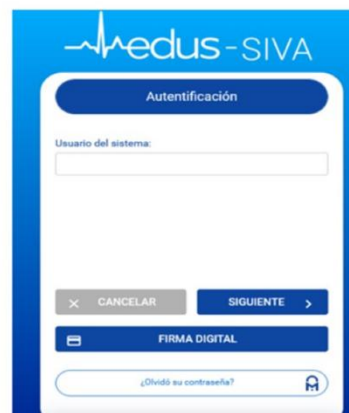 edus-SIVA
Autentificación
Usuario del sistema:
CANCELAR
SIGUIENTE
FIRMA DIGITAL
¿Olvidó su contraseña?